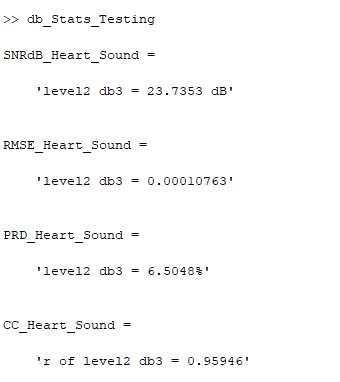 >> db_Stats_Testing
SNRdB_Heart_Sound =
'level2 db3 = 23.7353 dB'
RMSE_Heart_Sound =
'level2 db3 = 0.00010763'
PRD_Heart_Sound =
'level2 db3 = 6.5048%'
CC_Heart_Sound =
'r of level2 db3 = 0.95946'